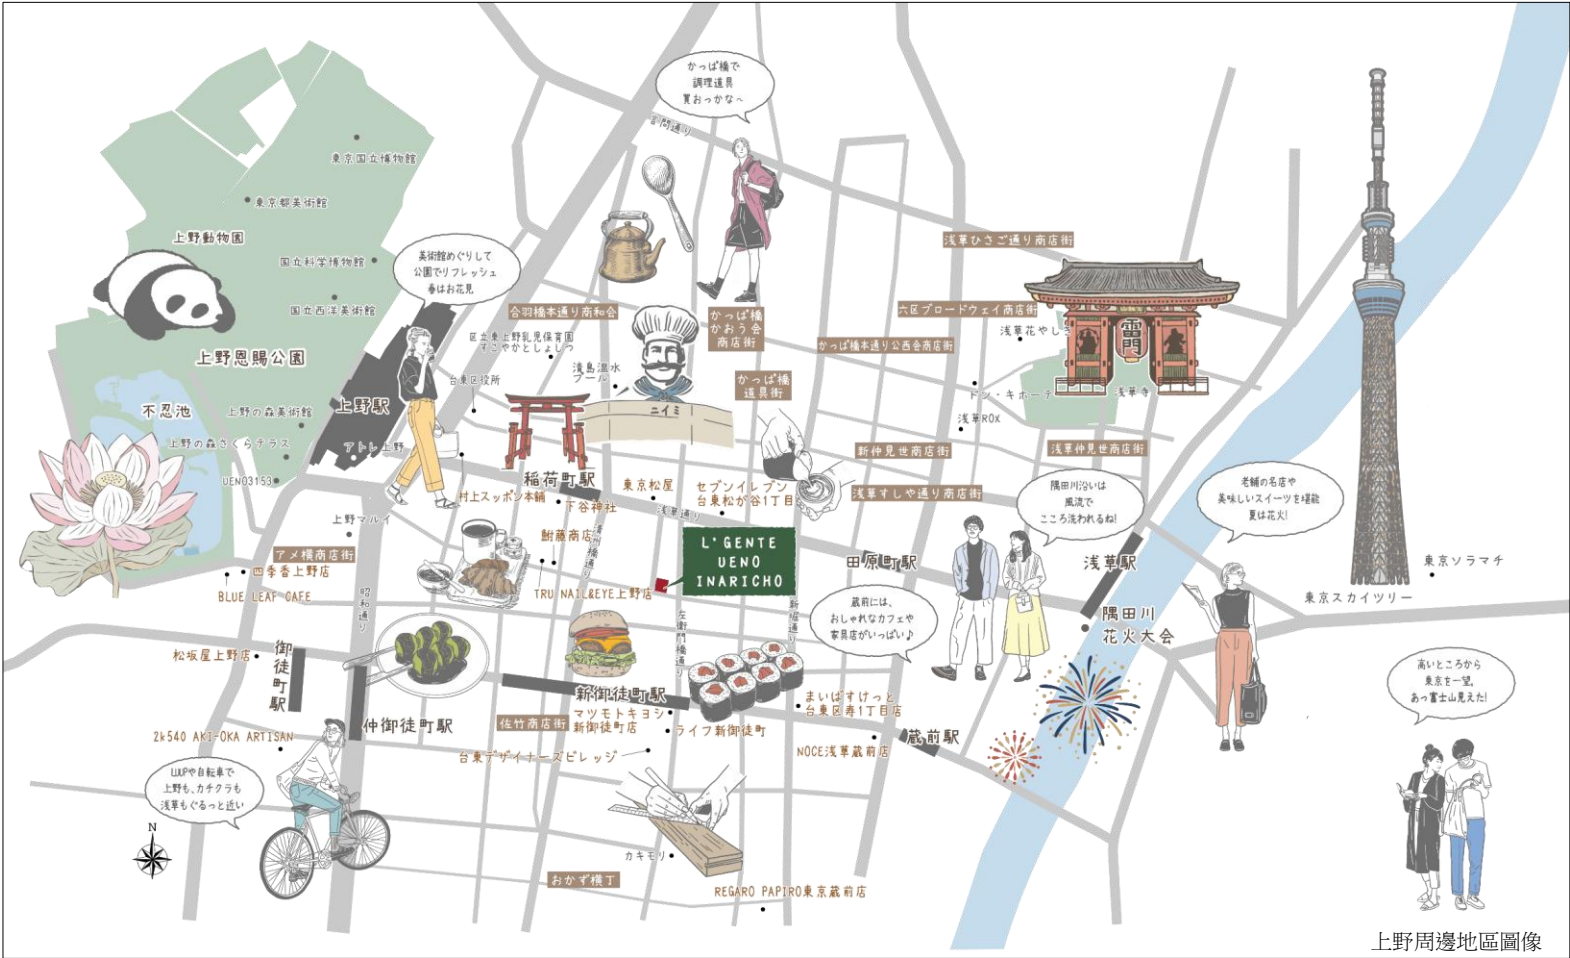 かっぱ橋で
調理道具
買おっかな～
言問通り
東京国立博物館
東京都美術館
上野動物園
国立科学博物館
国立西洋美術館
美術館めぐりして
公園でリフレッシュ
春はお花見
上野恩賜公園
不忍池
上野の森美術館
上野の森さくらテラス
UENO3153
上野駅
アトレ上野
上野マルイ
台東区役所
区立東上野乳児保育園
すこやかとしょしつ
合羽橋本通り商和会
かっぱ橋
かおう会
商店街
かっぱ橋
道具街
ニイミ
浅草ひさご通り商店街
六区ブロードウェイ商店街
浅草花やしき
かっぱ橋本通り公西会商店街
雷門
浅草寺
ドン・キホーテ
浅草ROX
新仲見世商店街
浅草仲見世商店街
浅草すしや通り商店街
稲荷町駅
下谷神社
村上スッポン本舗
東京松屋
セブンイレブン
台東松が谷1丁目
浅草通り
鮒藤商店
清洲橋通り
TRU NAIL&EYE上野店
L'GENTE
UENO
INARICHO
田原町駅
浅草駅
隅田川沿いは
風流で
こころ洗われるね!
老舗の名店や
美味しいスイーツを堪能
夏は花火!
東京ソラマチ
東京スカイツリー
隅田川
花火大会
蔵前には、
おしゃれなカフェや
家具店がいっぱい♪
新堀通り
左衛門橋通り
アメ横商店街
四季香上野店
BLUE LEAF CAFE
昭和通り
松坂屋上野店
御徒町駅
仲御徒町駅
新御徒町駅
佐竹商店街
マツモトキヨシ
新御徒町店
ライフ新御徒町
台東デザイナーズビレッジ
まいばすけっと
台東区寿1丁目店
NOCE浅草蔵前店
蔵前駅
高いところから
東京を一望。
あっ富士山見えた!
2k540 AKI-OKA ARTISAN
LUUPや自転車で
上野も、カチクラも
浅草もぐるっと近い
N
カキモリ
おかず横丁
REGARO PAPIRO東京蔵前店
上野周邊地區圖像